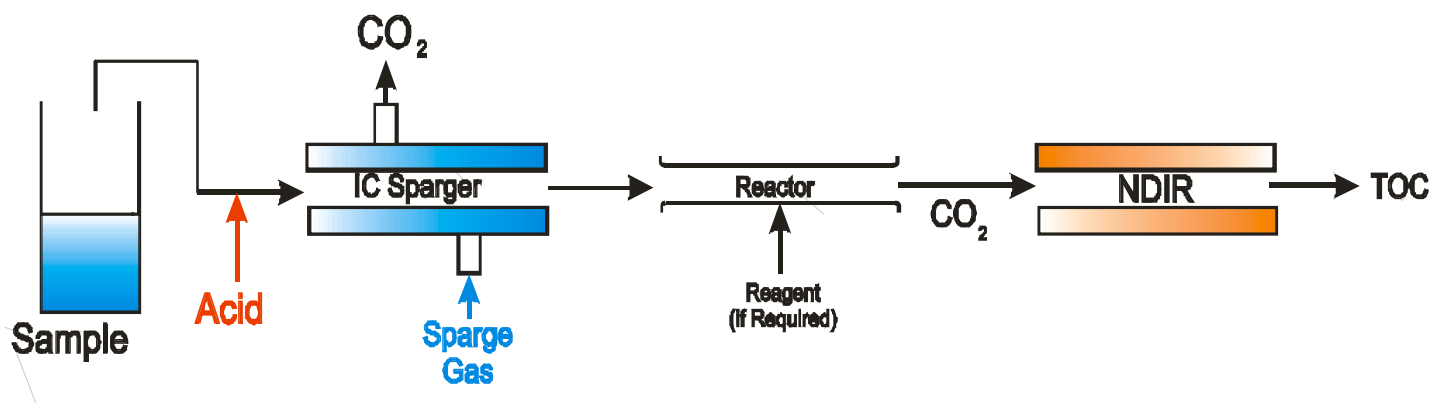 CO₂
IC Sparger
Reactor
NDIR
TOC
CO₂
Acid
Reagent
(If Required)
Sample
Sparge
Gas